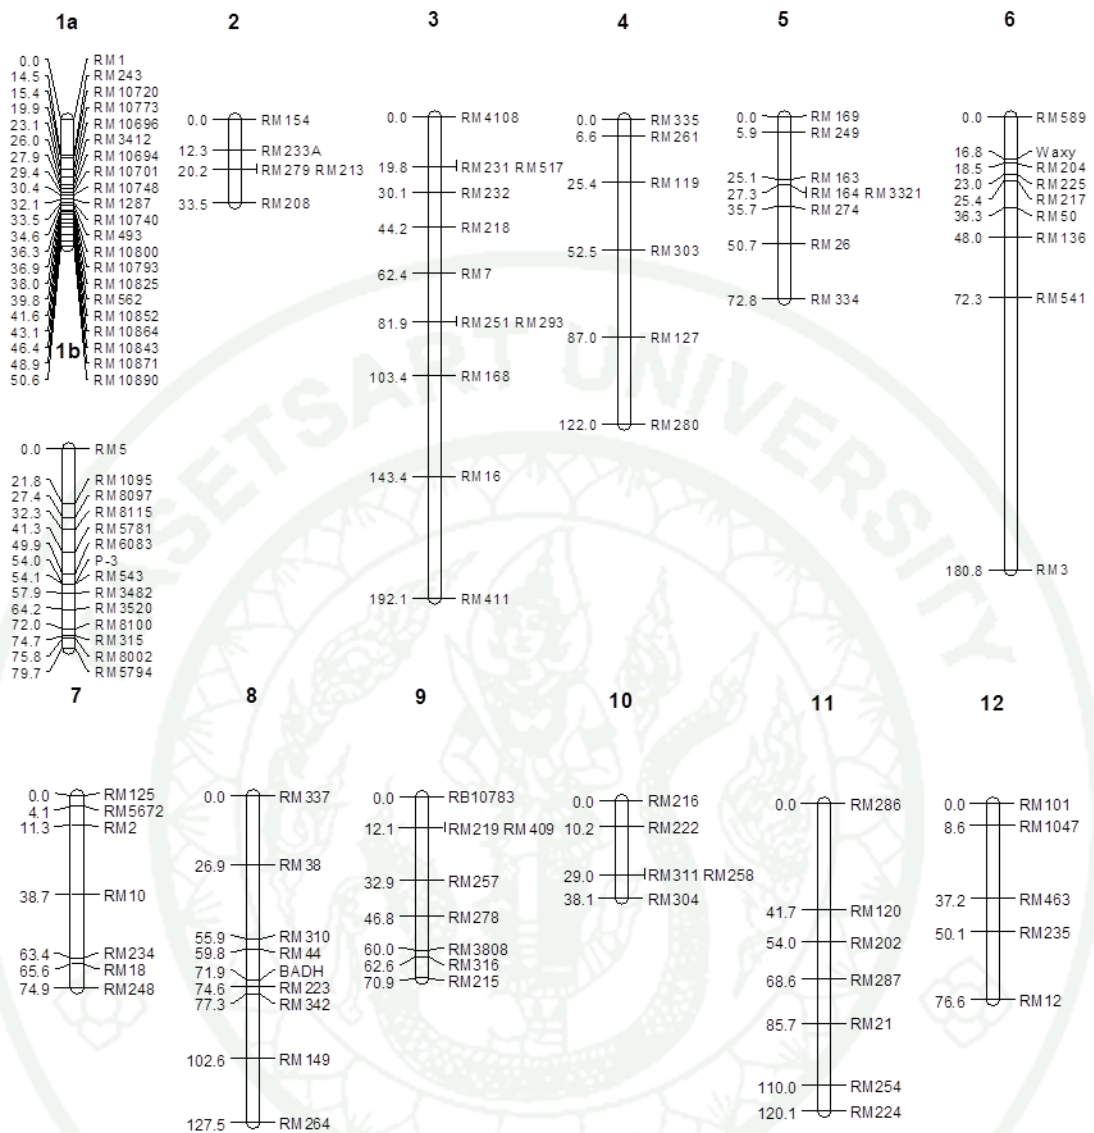 1a
0.0 RM1
14.5 RM243
15.4 RM10720
19.9 RM10773
23.1 RM10696
26.0 RM3412
27.9 RM10694
29.4 RM10701
30.4 RM10748
32.1 RM1287
33.5 RM10740
34.6 RM493
36.3 RM10800
36.9 RM10793
38.0 RM10825
39.8 RM562
41.6 RM10852
43.1 RM10864
46.4 RM10843
48.9 RM10871
50.6 RM10890
1b
0.0 RM5
21.8 RM1095
27.4 RM8097
32.3 RM8115
41.3 RM5781
49.9 RM6083
54.0 P-3
54.1 RM543
57.9 RM3482
64.2 RM3520
72.0 RM8100
74.7 RM315
75.8 RM8002
79.7 RM5794
2
0.0 RM154
12.3 RM233A
20.2 RM279 RM213
33.5 RM208
3
0.0 RM4108
19.8 RM231 RM517
30.1 RM232
44.2 RM218
62.4 RM7
81.9 RM251 RM293
103.4 RM168
143.4 RM16
192.1 RM411
4
0.0 RM335
6.6 RM261
25.4 RM119
52.5 RM303
87.0 RM127
122.0 RM280
5
0.0 RM169
5.9 RM249
25.1 RM163
27.3 RM164 RM3321
35.7 RM274
50.7 RM26
72.8 RM334
6
0.0 RM589
16.8 Waxy
18.5 RM204
23.0 RM225
25.4 RM217
36.3 RM50
48.0 RM136
72.3 RM541
180.8 RM3
7
0.0 RM125
4.1 RM5672
11.3 RM2
38.7 RM10
63.4 RM234
65.6 RM18
74.9 RM248
8
0.0 RM337
26.9 RM38
55.9 RM310
59.8 RM44
71.9 BADH
74.6 RM223
77.3 RM342
102.6 RM149
127.5 RM264
9
0.0 RB10783
12.1 RM219 RM409
32.9 RM257
46.8 RM278
60.0 RM3808
62.6 RM316
70.9 RM215
10
0.0 RM216
10.2 RM222
29.0 RM311 RM258
38.1 RM304
11
0.0 RM286
41.7 RM120
54.0 RM202
68.6 RM287
85.7 RM21
110.0 RM254
120.1 RM224
12
0.0 RM101
8.6 RM1047
37.2 RM463
50.1 RM235
76.6 RM12
KASETSART UNIVERSITY